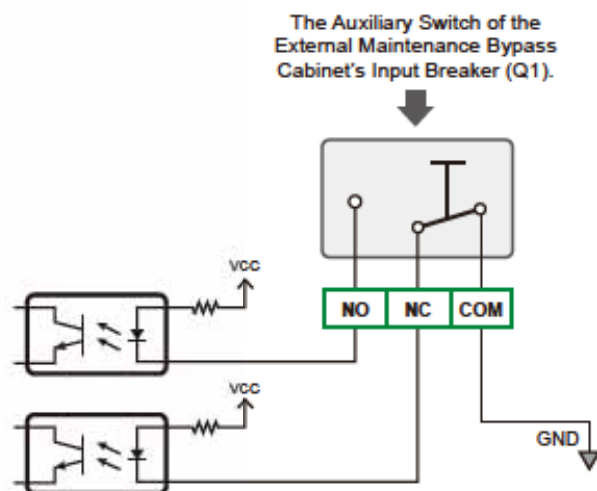 The Auxiliary Switch of the
External Maintenance Bypass
Cabinet's Input Breaker (Q1).
VCC
NO NC COM
VCC
GND